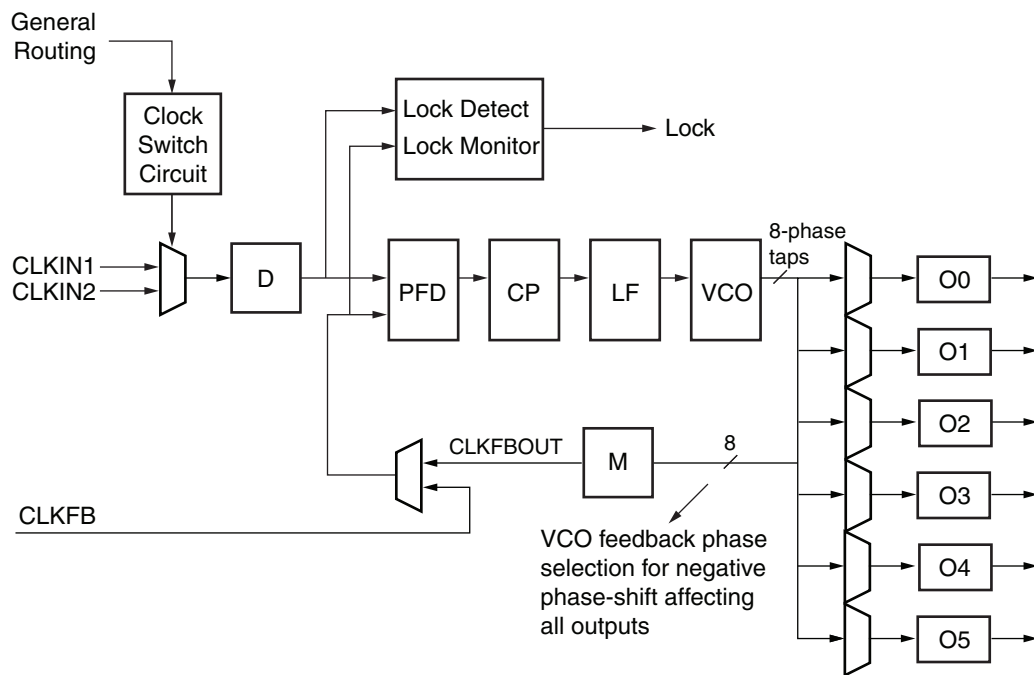 General
Routing
Clock
Switch
Circuit
Lock Detect
Lock Monitor
Lock
CLKIN1
CLKIN2
D
PFD
CP
LF
VCO
8-phase
taps
O0
O1
O2
O3
O4
O5
CLKFBOUT
M
8
CLKFB
VCO feedback phase
selection for negative
phase-shift affecting
all outputs